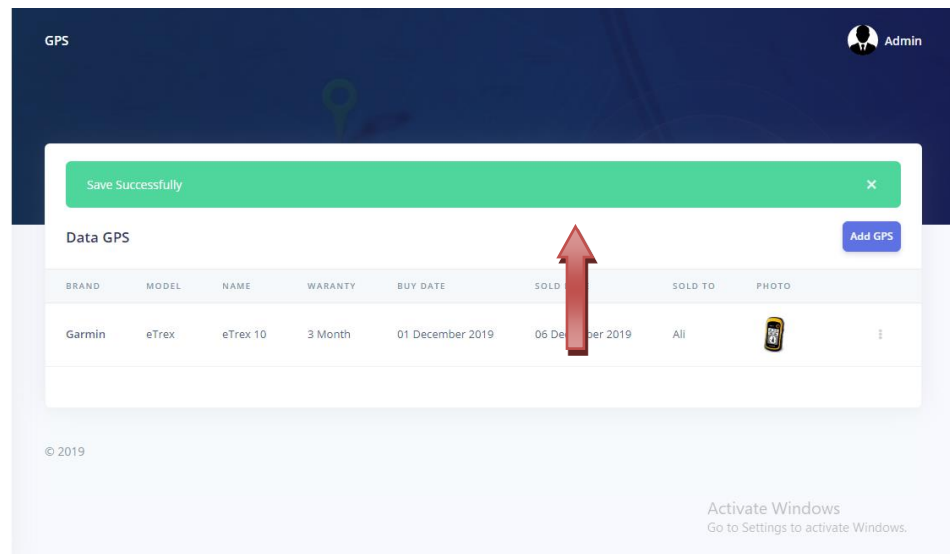 GPS
Admin
Save Successfully ×
Data GPS
Add GPS
BRAND MODEL NAME WARANTY BUY DATE SOLD SOLD TO PHOTO
Garmin eTrex eTrex 10 3 Month 01 December 2019 06 December 2019 Ali
© 2019
Activate Windows
Go to Settings to activate Windows.